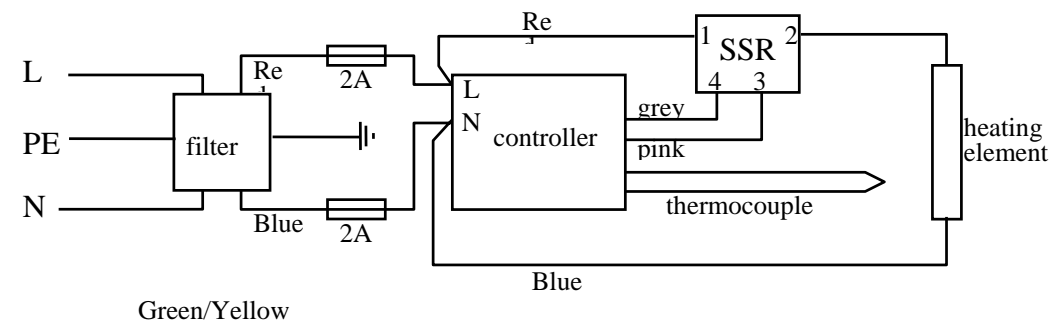 Re
1
SSR
2
L
Re
2A
L
4
3
grey
N
controller
heating
element
PE
filter
pink
N
Blue
2A
thermocouple
Blue
Green/Yellow